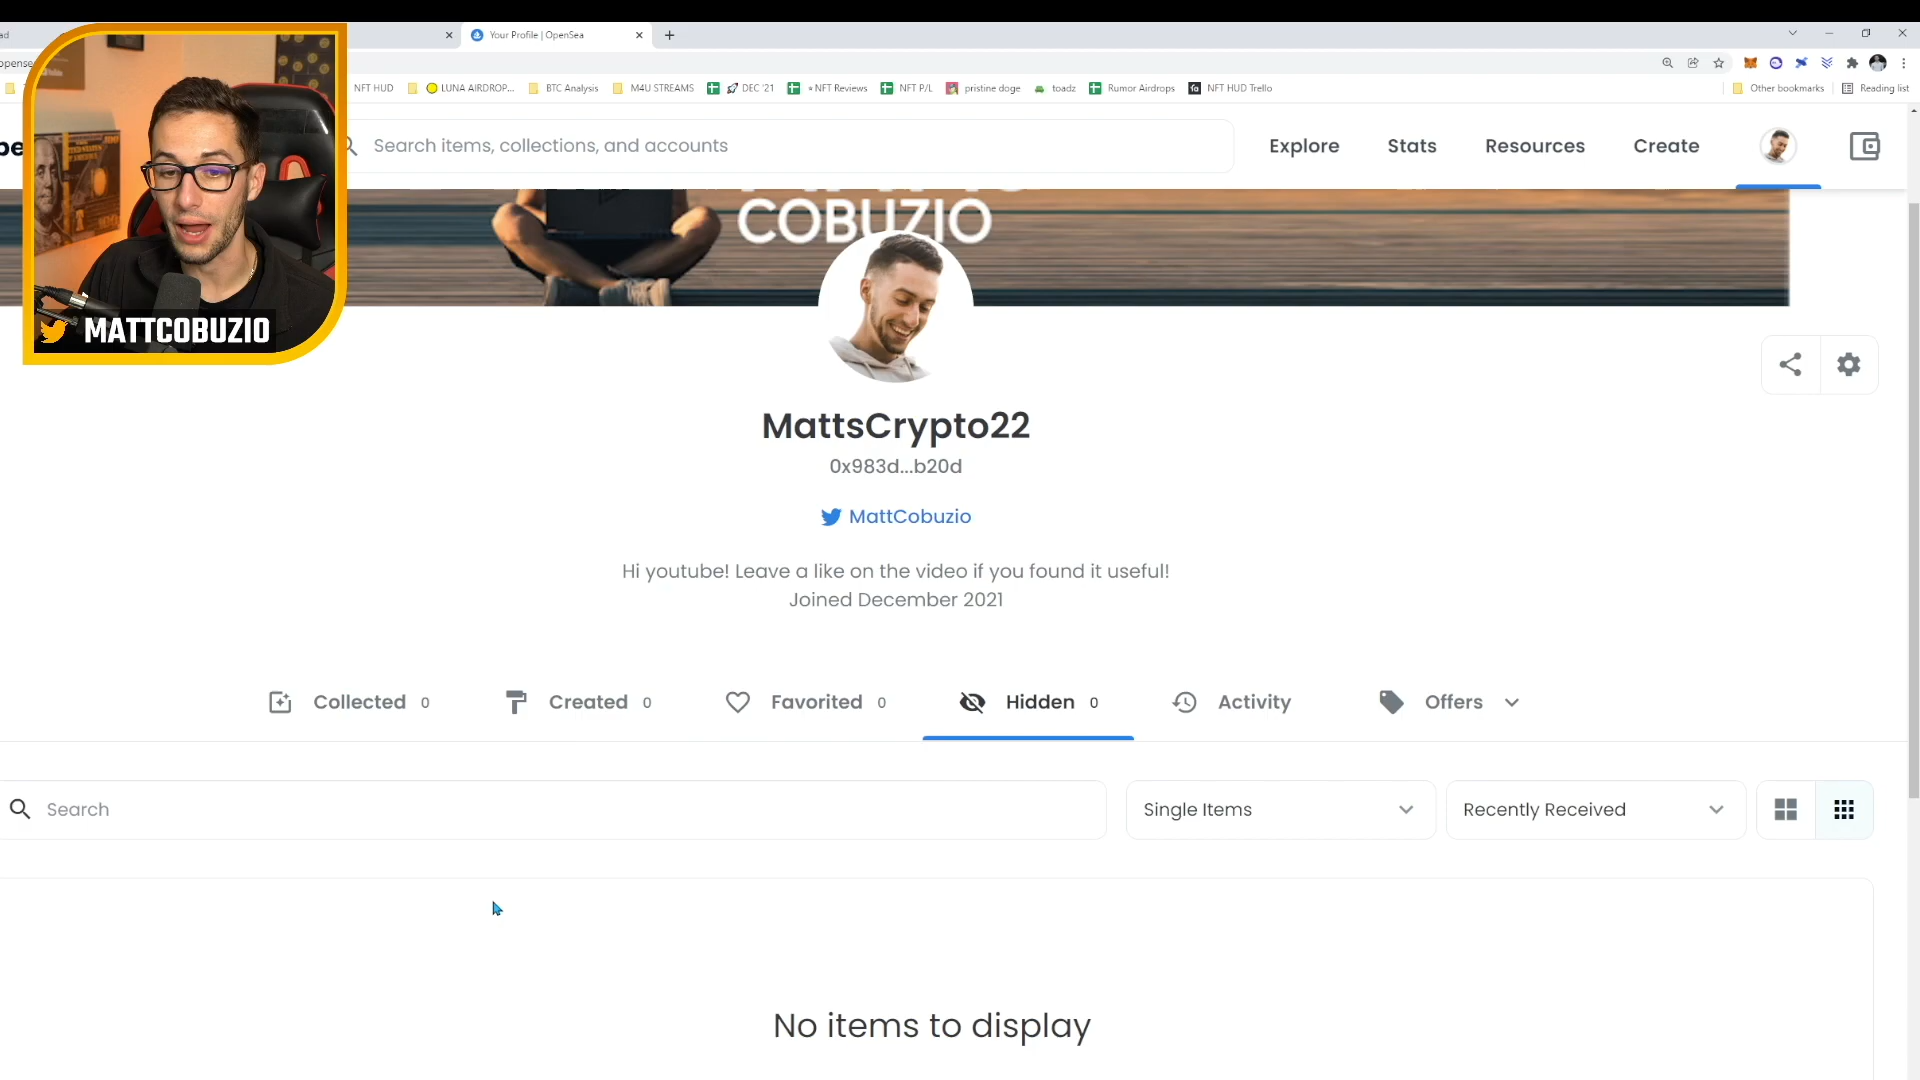 ad
Your Profile | OpenSea
opense
NFT HUD
LUNA AIRDROP...
BTC Analysis
M4U STREAMS
DEC '21
NFT Reviews
NFT P/L
pristine doge
toadz
Rumor Airdrops
NFT HUD Trello
Other bookmarks
Reading list
pe
Search items, collections, and accounts
Explore
Stats
Resources
Create
COBUZIO
MATTCOBUZIO
MattsCrypto22
0x983d...b20d
MattCobuzio
Hi youtube! Leave a like on the video if you found it useful!
Joined December 2021
Collected 0
Created 0
Favorited 0
Hidden 0
Activity
Offers
Search
Single Items
Recently Received
No items to display